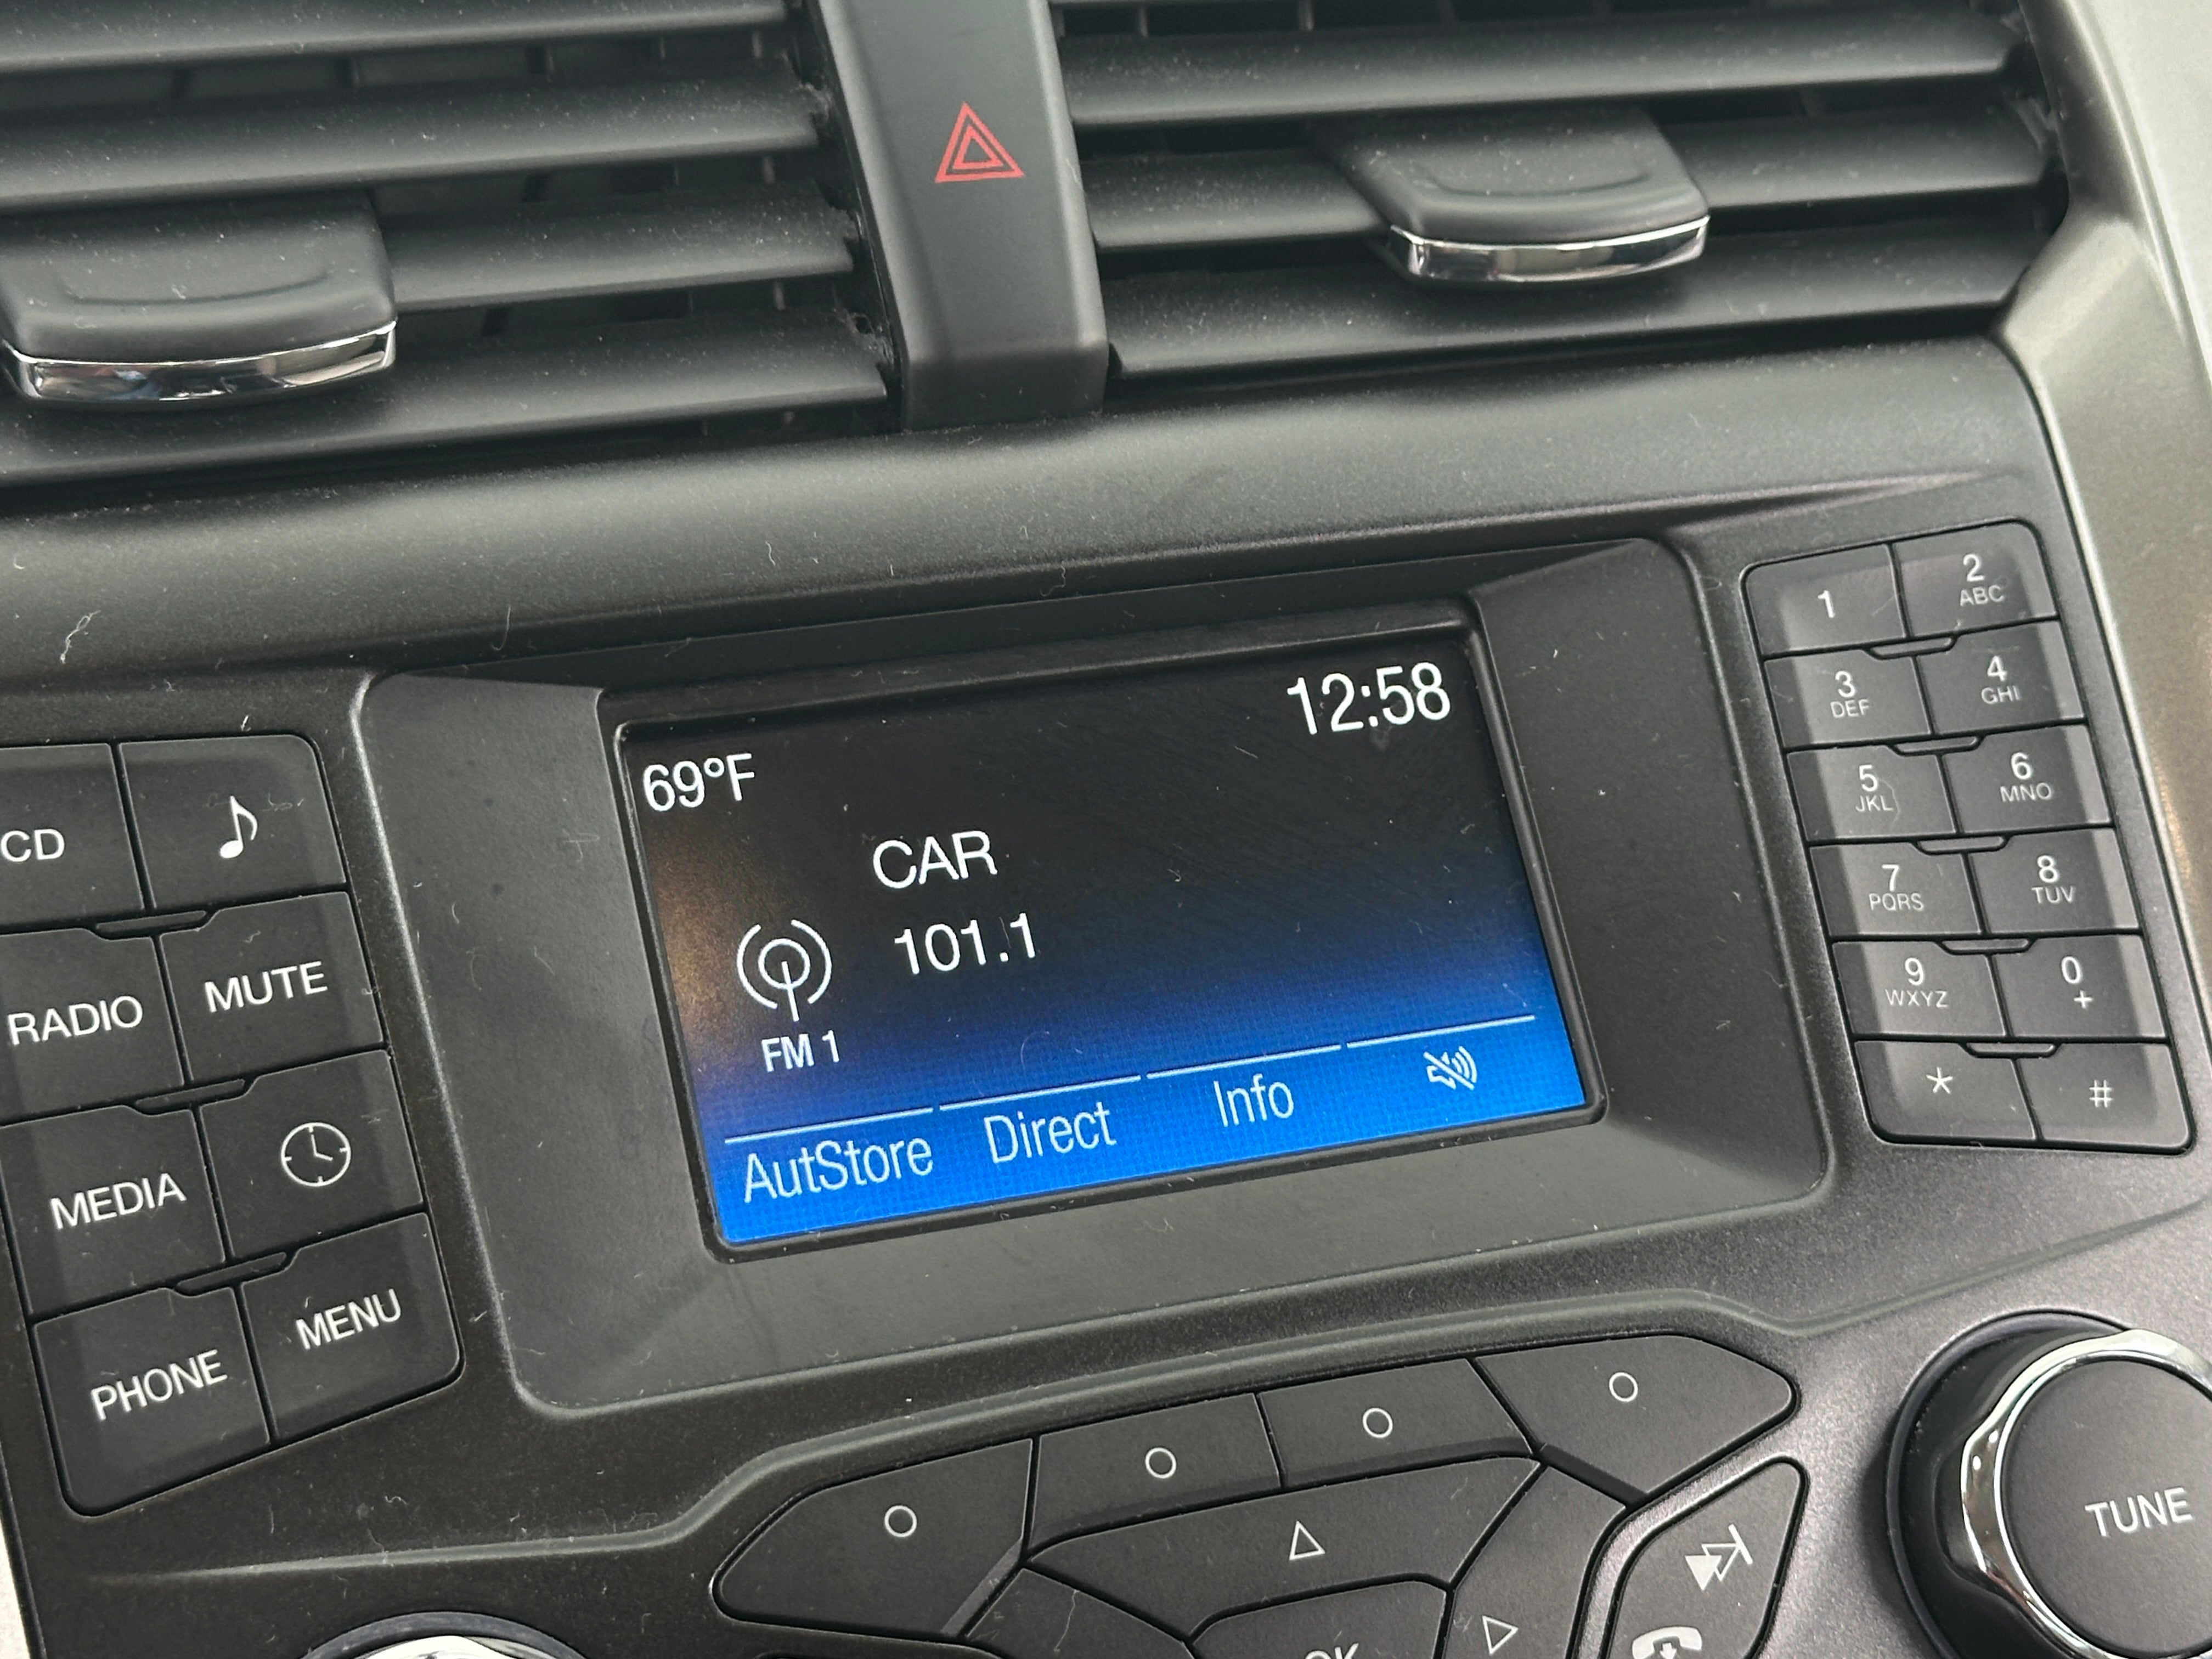 12:58
69°F
CAR
101.1
FM 1
AutStore Direct Info
CD
RADIO MUTE
MEDIA
PHONE MENU
1 2 ABC
3 DEF 4 GHI
5 JKL 6 MNO
7 PQRS 8 TUV
9 WXYZ 0 +
* #
TUNE
OK